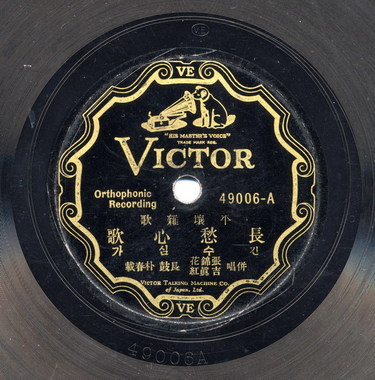 VE
"HIS MASTER'S VOICE"
TRADE MARK REG.
VICTOR
Orthophonic
Recording
49006-A
平壤雜歌
長愁心歌
긴수심가
併唱 張錦花 吉眞紅 長鼓 朴春載
VICTOR TALKING MACHINE CO.
of Japan, Ltd.
VE
49006A